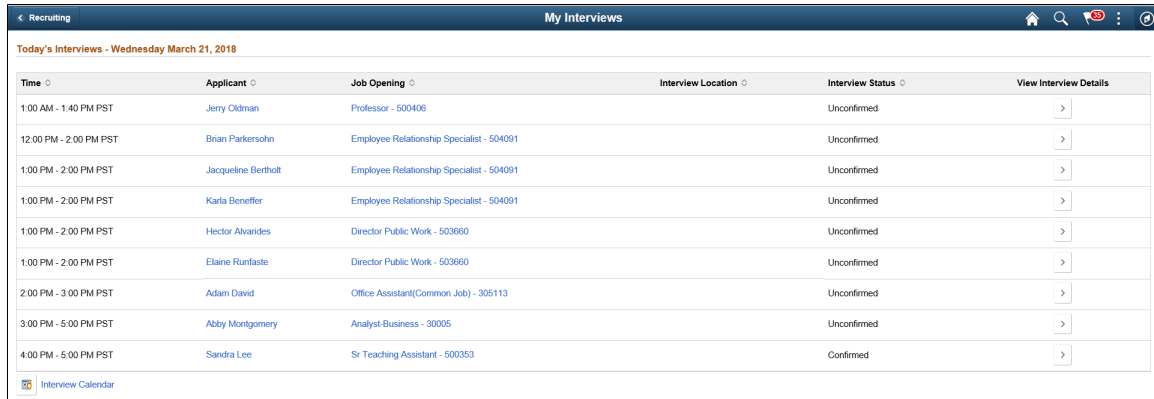 Recruiting My Interviews 35
Today's Interviews - Wednesday March 21, 2018
Time Applicant Job Opening Interview Location Interview Status View Interview Details
1:00 AM - 1:40 PM PST Jerry Oldman Professor - 500406 Unconfirmed
12:00 PM - 2:00 PM PST Brian Parkersohn Employee Relationship Specialist - 504091 Unconfirmed
1:00 PM - 2:00 PM PST Jacqueline Bertholt Employee Relationship Specialist - 504091 Unconfirmed
1:00 PM - 2:00 PM PST Karla Beneffer Employee Relationship Specialist - 504091 Unconfirmed
1:00 PM - 2:00 PM PST Hector Alvarides Director Public Work - 503660 Unconfirmed
1:00 PM - 2:00 PM PST Elaine Runfaste Director Public Work - 503660 Unconfirmed
2:00 PM - 3:00 PM PST Adam David Office Assistant(Common Job) - 305113 Unconfirmed
3:00 PM - 5:00 PM PST Abby Montgomery Analyst-Business - 30005 Unconfirmed
4:00 PM - 5:00 PM PST Sandra Lee Sr Teaching Assistant - 500353 Confirmed
Interview Calendar